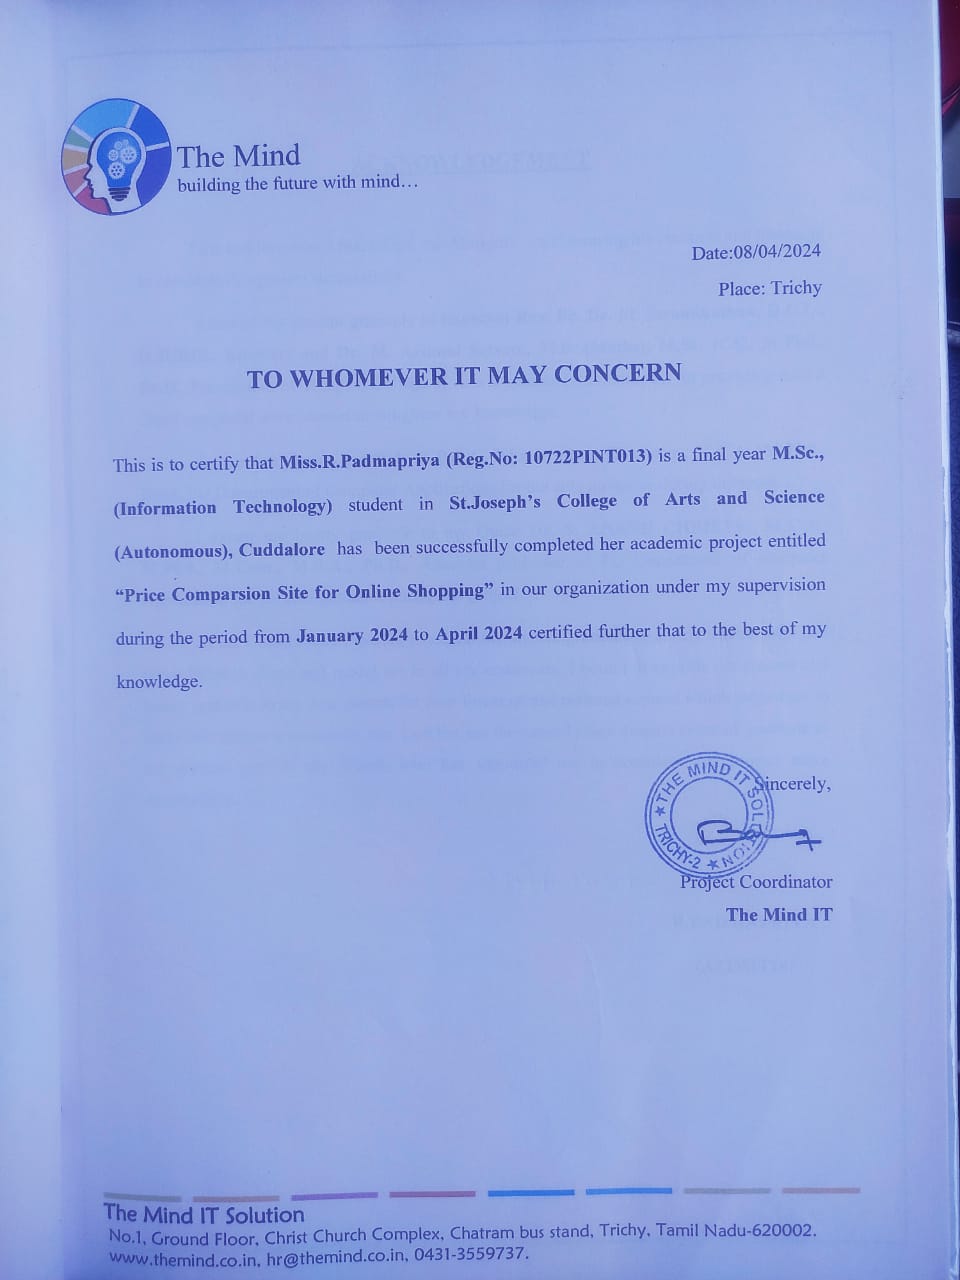 The Mind
building the future with mind...
Date:08/04/2024
Place: Trichy
TO WHOMEVER IT MAY CONCERN
This is to certify that Miss.R.Padmapriya (Reg.No: 10722PINT013) is a final year M.Sc.,
(Information Technology) student in St.Joseph's College of Arts and Science
(Autonomous), Cuddalore has been successfully completed her academic project entitled
“Price Comparsion Site for Online Shopping” in our organization under my supervision
during the period from January 2024 to April 2024 certified further that to the best of my
knowledge.
Sincerely,
★ THE MIND IT SOLUTION ★ TRICHY-2
Project Coordinator
The Mind IT
The Mind IT Solution
No.1, Ground Floor, Christ Church Complex, Chatram bus stand, Trichy, Tamil Nadu-620002.
www.themind.co.in, hr@themind.co.in, 0431-3559737.